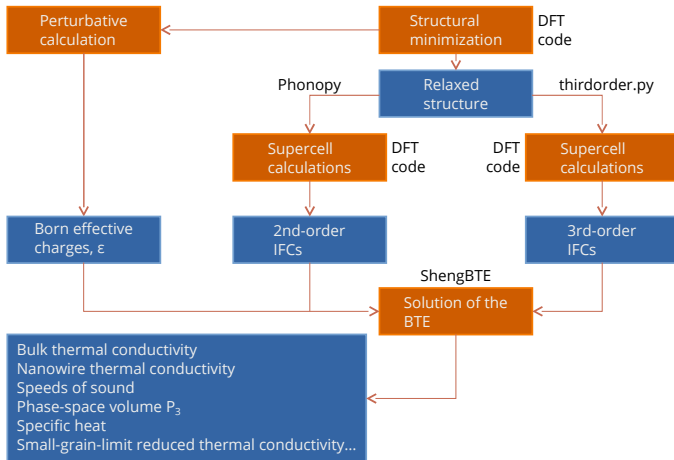 Perturbative
calculation
Structural
minimization
DFT
code
Phonopy
Relaxed
structure
thirdorder.py
Supercell
calculations
DFT
code
DFT
code
Supercell
calculations
Born effective
charges, ε
2nd-order
IFCs
3rd-order
IFCs
ShengBTE
Solution of the
BTE
Bulk thermal conductivity
Nanowire thermal conductivity
Speeds of sound
Phase-space volume P₃
Specific heat
Small-grain-limit reduced thermal conductivity...